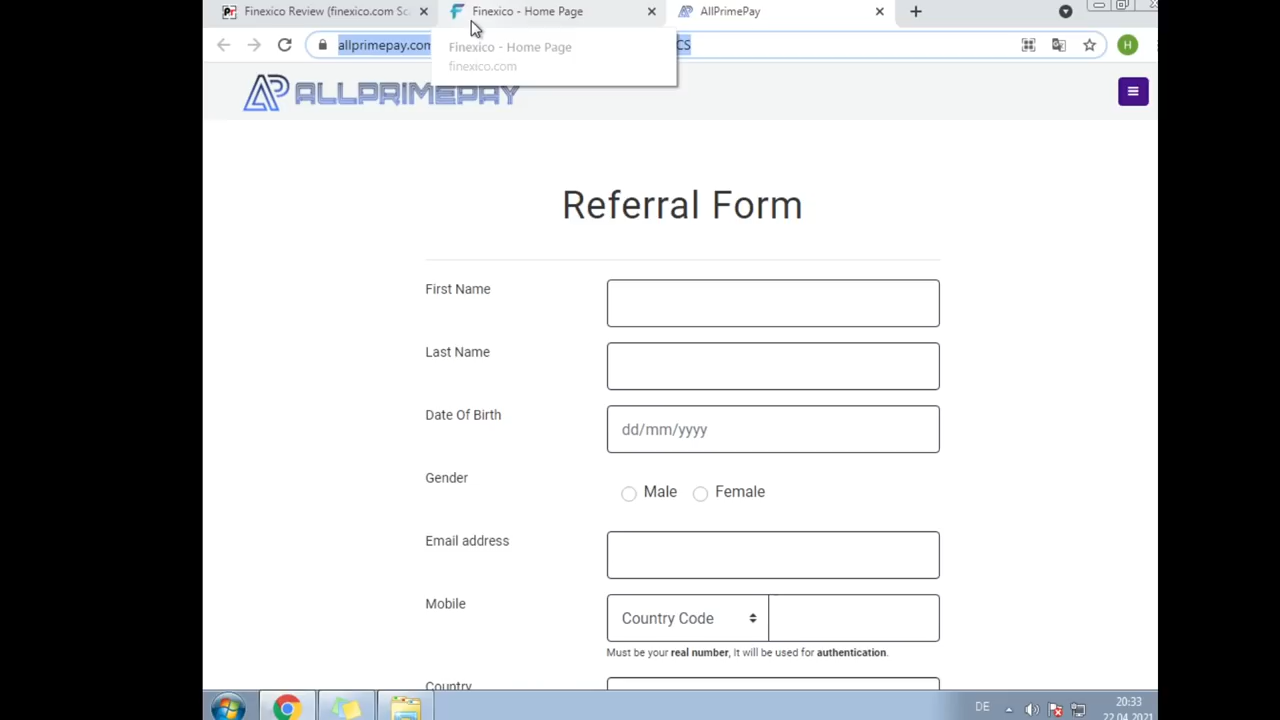 Finexico Review (finexico.com Sc
Finexico - Home Page
AllPrimePay
allprimepay.com
CS
H
Finexico - Home Page
finexico.com
ALLPRIMEPAY
Referral Form
First Name
Last Name
Date Of Birth
dd/mm/yyyy
Gender
Male
Female
Email address
Mobile
Country Code
Must be your real number, It will be used for authentication.
Country
DE
20:33
22.04.2021